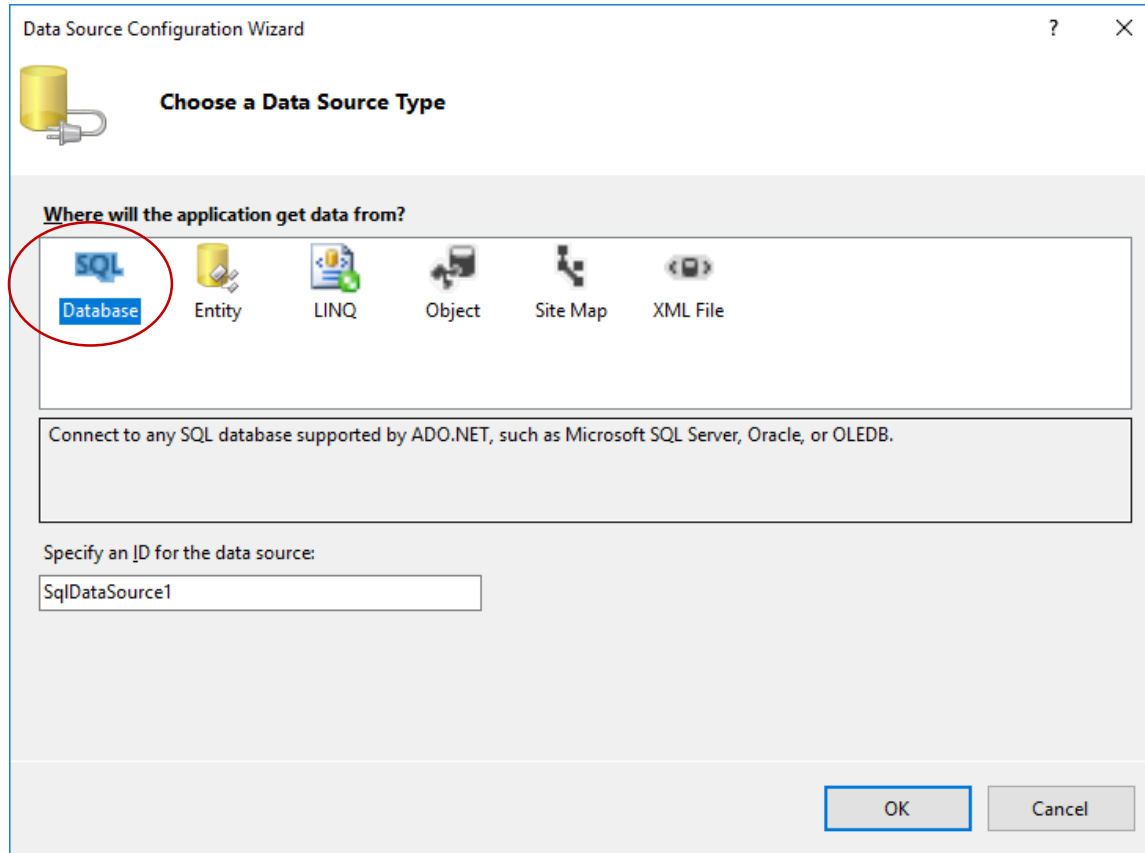 Data Source Configuration Wizard ?
Choose a Data Source Type
Where will the application get data from?
SQL
Database Entity LINQ Object Site Map XML File
Connect to any SQL database supported by ADO.NET, such as Microsoft SQL Server, Oracle, or OLEDB.
Specify an ID for the data source:
SqlDataSource1
OK Cancel